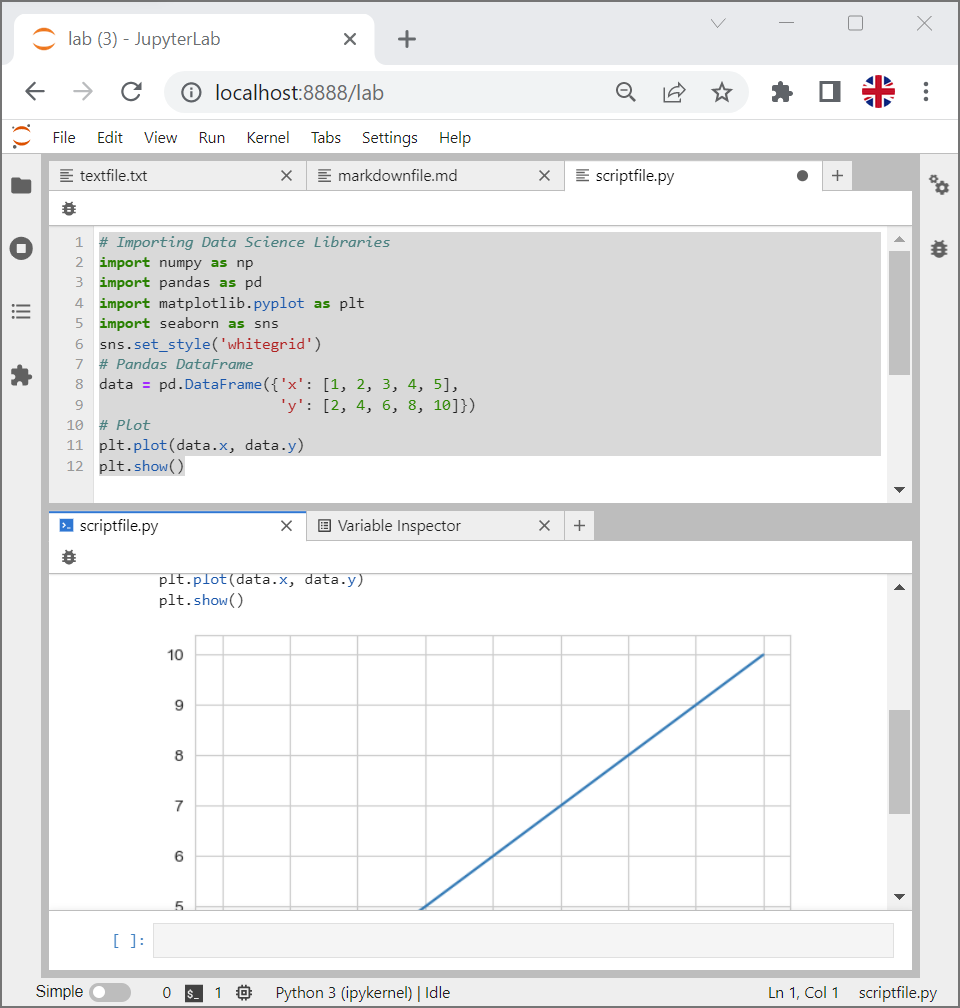 lab (3) - JupyterLab
localhost:8888/lab
File Edit View Run Kernel Tabs Settings Help
textfile.txt markdownfile.md scriptfile.py
1 # Importing Data Science Libraries
2 import numpy as np
3 import pandas as pd
4 import matplotlib.pyplot as plt
5 import seaborn as sns
6 sns.set_style('whitegrid')
7 # Pandas DataFrame
8 data = pd.DataFrame({'x': [1, 2, 3, 4, 5],
9 'y': [2, 4, 6, 8, 10]})
10 # Plot
11 plt.plot(data.x, data.y)
12 plt.show()
scriptfile.py Variable Inspector
plt.plot(data.x, data.y)
plt.show()
10
9
8
7
6
5
[ ]:
Simple 0 $_ 1 Python 3 (ipykernel) | Idle Ln 1, Col 1 scriptfile.py